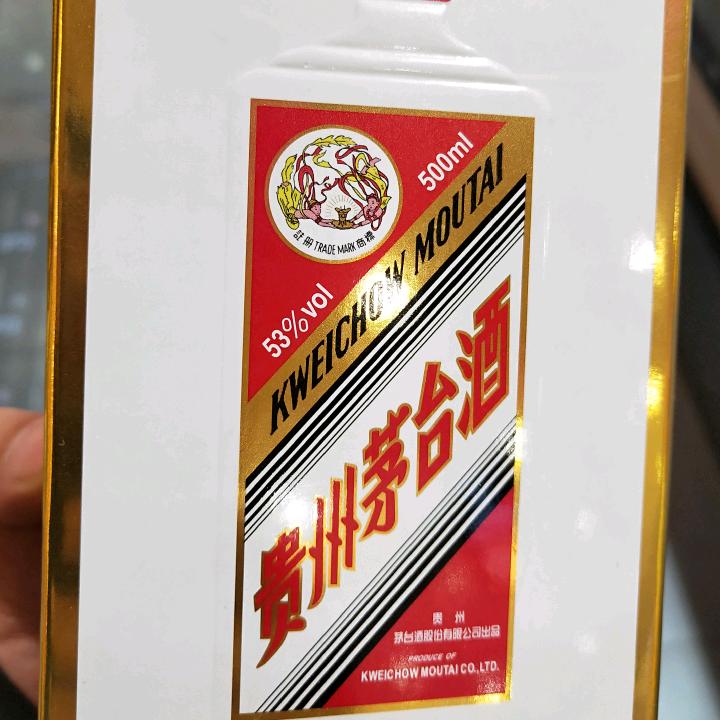 註冊 TRADE MARK 商標
500ml
53%vol
KWEICHOW MOUTAI
贵州茅台酒
贵 州
茅台酒股份有限公司出品
PRODUCE OF
KWEICHOW MOUTAI CO.,LTD.